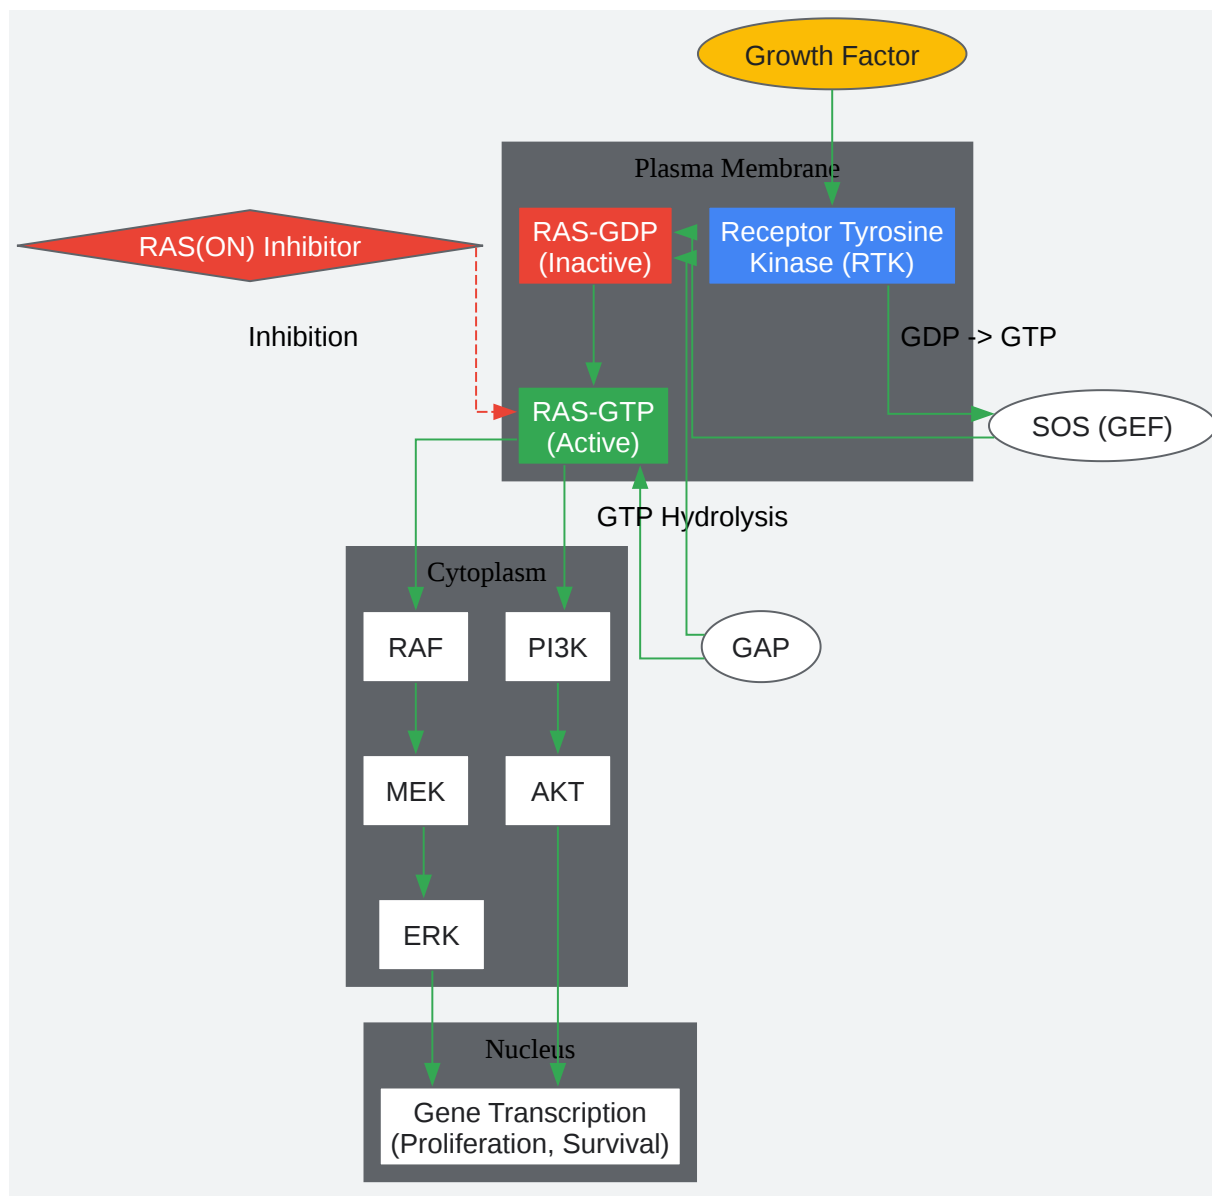 Growth Factor
Plasma Membrane
RAS(ON) Inhibitor
RAS-GDP
(Inactive)
Receptor Tyrosine
Kinase (RTK)
Inhibition
GDP -> GTP
RAS-GTP
(Active)
SOS (GEF)
GTP Hydrolysis
Cytoplasm
RAF
PI3K
GAP
MEK
AKT
ERK
Nucleus
Gene Transcription
(Proliferation, Survival)